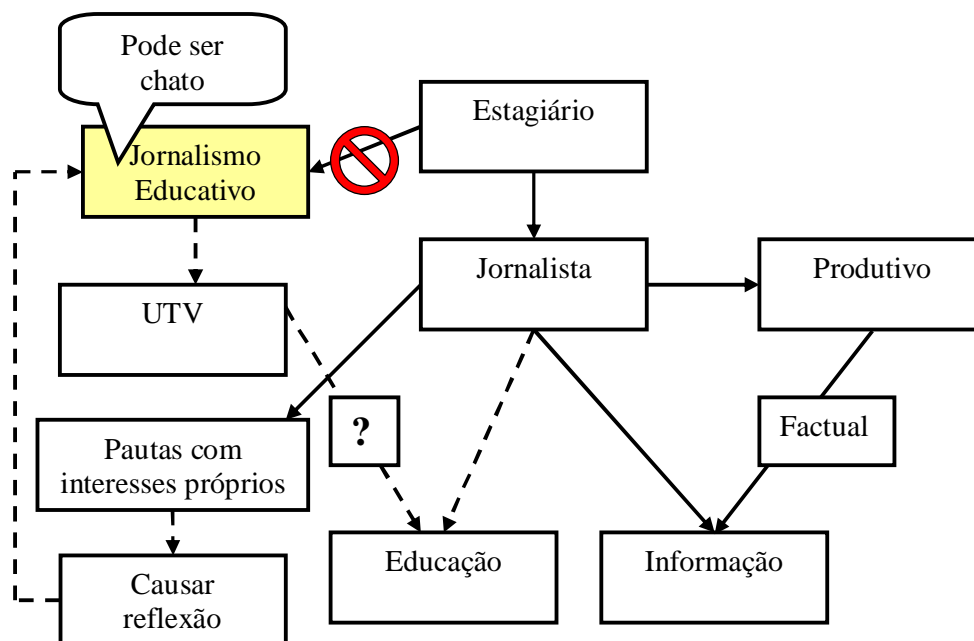 Pode ser
chato
Estagiário
Jornalismo
Educativo
Jornalista
Produtivo
UTV
?
Factual
Pautas com
interesses próprios
Educação
Informação
Causar
reflexão